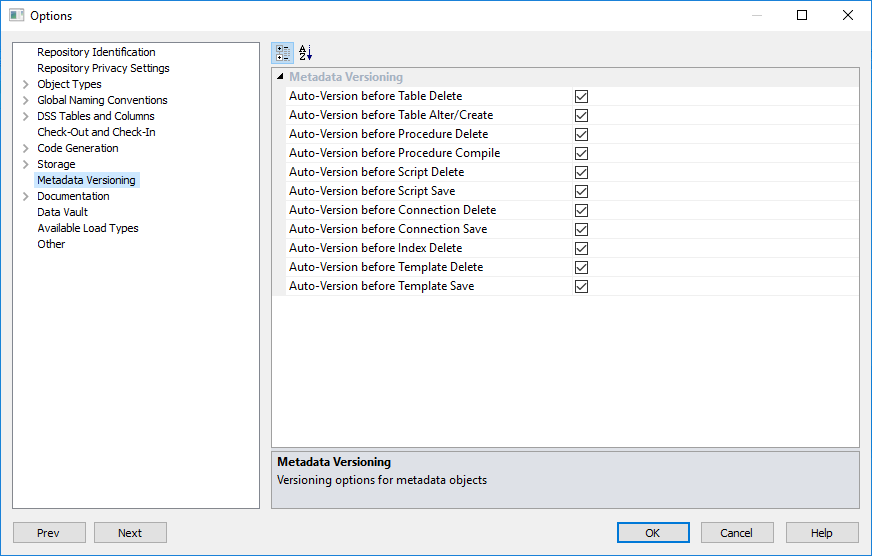 Options
Repository Identification
Repository Privacy Settings
Object Types
Global Naming Conventions
DSS Tables and Columns
Check-Out and Check-In
Code Generation
Storage
Metadata Versioning
Documentation
Data Vault
Available Load Types
Other
A
Z
Metadata Versioning
Auto-Version before Table Delete
Auto-Version before Table Alter/Create
Auto-Version before Procedure Delete
Auto-Version before Procedure Compile
Auto-Version before Script Delete
Auto-Version before Script Save
Auto-Version before Connection Delete
Auto-Version before Connection Save
Auto-Version before Index Delete
Auto-Version before Template Delete
Auto-Version before Template Save
Metadata Versioning
Versioning options for metadata objects
Prev
Next
OK
Cancel
Help